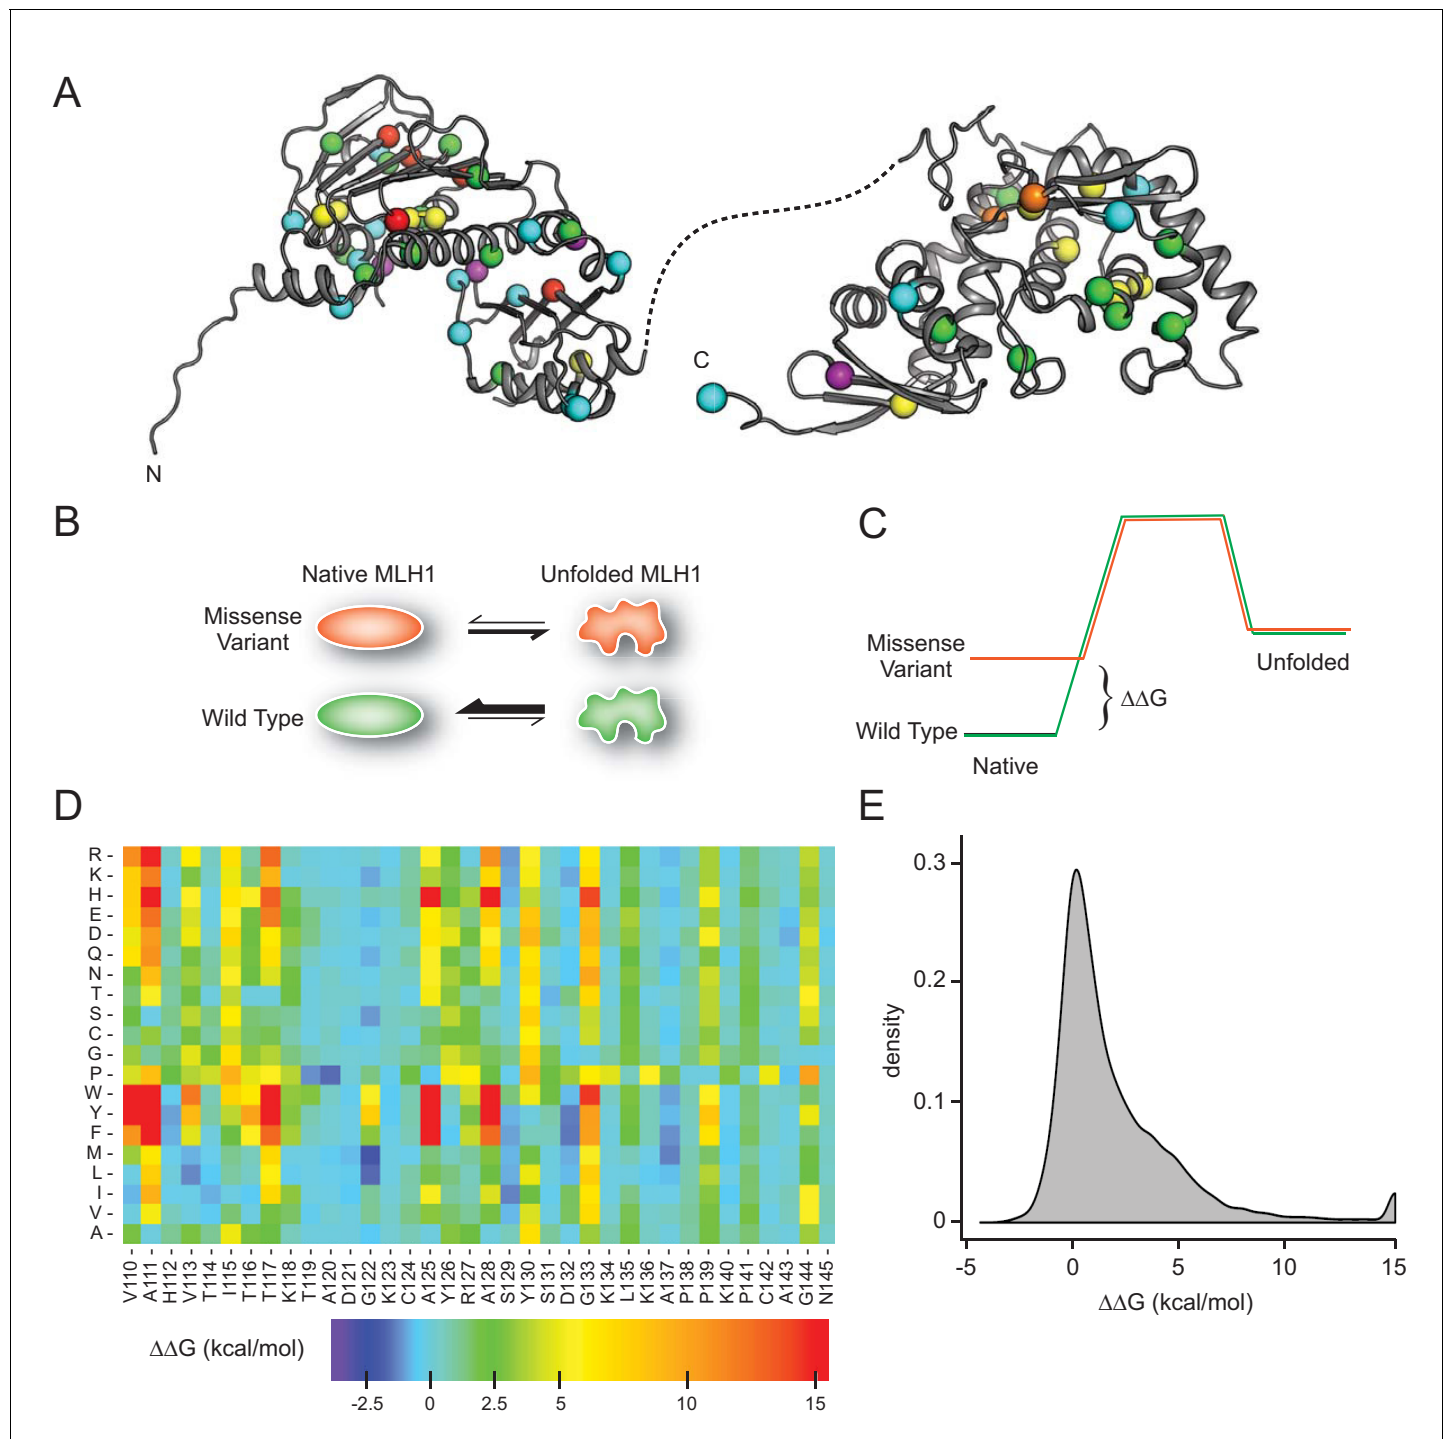 A
N
C
B
Native MLH1
Unfolded MLH1
Missense
Variant
Wild Type
C
Missense
Variant
Wild Type
Native
Unfolded
} ΔΔG
D
R -
K -
H -
E -
D -
Q -
N -
T -
S -
C -
G -
P -
W -
Y -
F -
M -
L -
I -
V -
A -
V110 -
A111 -
H112 -
V113 -
T114 -
I115 -
T116 -
T117 -
K118 -
T119 -
A120 -
D121 -
G122 -
K123 -
C124 -
A125 -
Y126 -
R127 -
A128 -
S129 -
Y130 -
S131 -
D132 -
G133 -
K134 -
L135 -
K136 -
A137 -
P138 -
P139 -
K140 -
P141 -
C142 -
A143 -
G144 -
N145 -
ΔΔG (kcal/mol)
-2.5 0 2.5 5 10 15
E
density
0.3
0.2
0.1
0
-5 0 5 10 15
ΔΔG (kcal/mol)